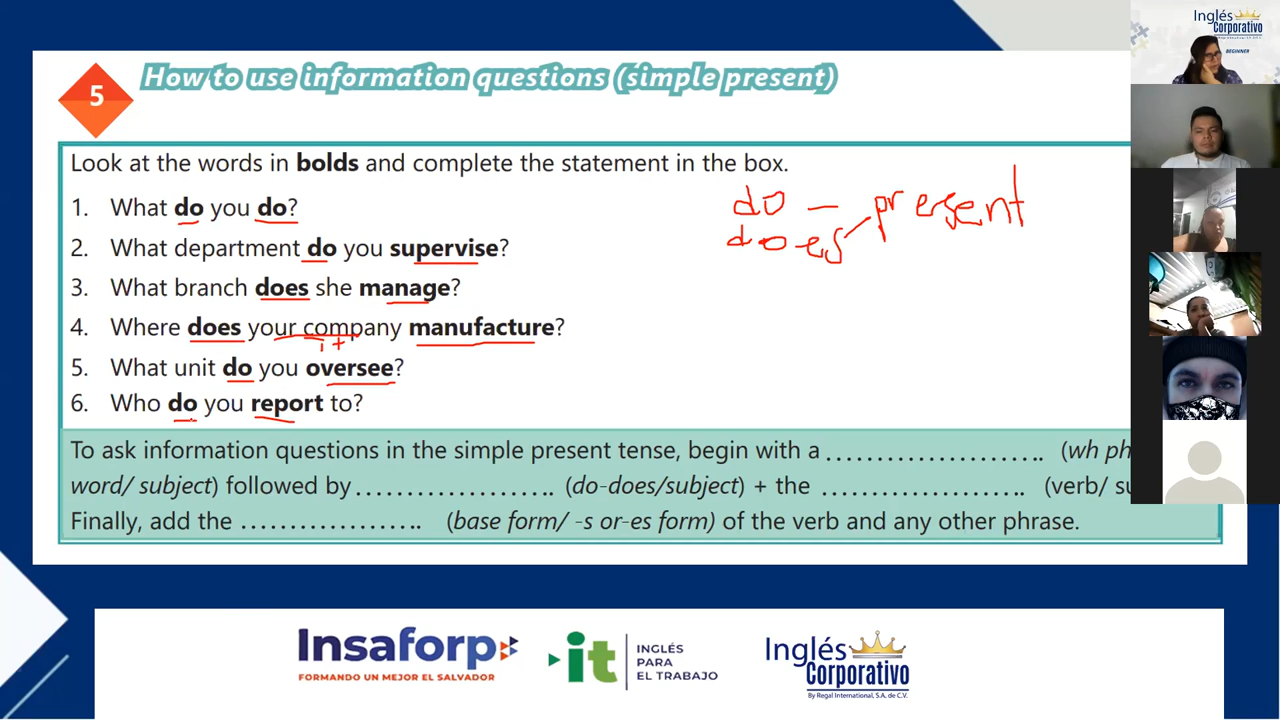 5
How to use information questions (simple present)
Look at the words in bolds and complete the statement in the box.
1. What do you do?
2. What department do you supervise?
3. What branch does she manage?
4. Where does your company manufacture?
5. What unit do you oversee?
6. Who do you report to?
do – present
does
it
To ask information questions in the simple present tense, begin with a ...................... (wh ph
word/ subject) followed by .................... (do-does/subject) + the ..................... (verb/ su
Finally, add the .................. (base form/ -s or-es form) of the verb and any other phrase.
Insaforp
FORMANDO UN MEJOR EL SALVADOR
it
INGLÉS
PARA
EL TRABAJO
Inglés
Corporativo
By Regal International, S.A. de C.V.
Inglés
Corporativo
BEGINNER